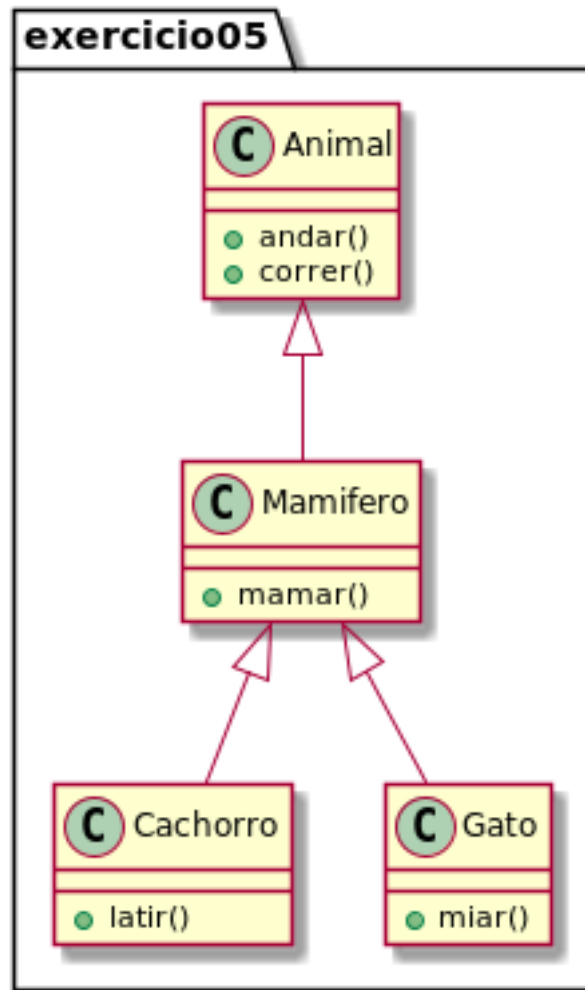 exercicio05
C Animal
andar()
correr()
C Mamifero
mamar()
C Cachorro
latir()
C Gato
miar()